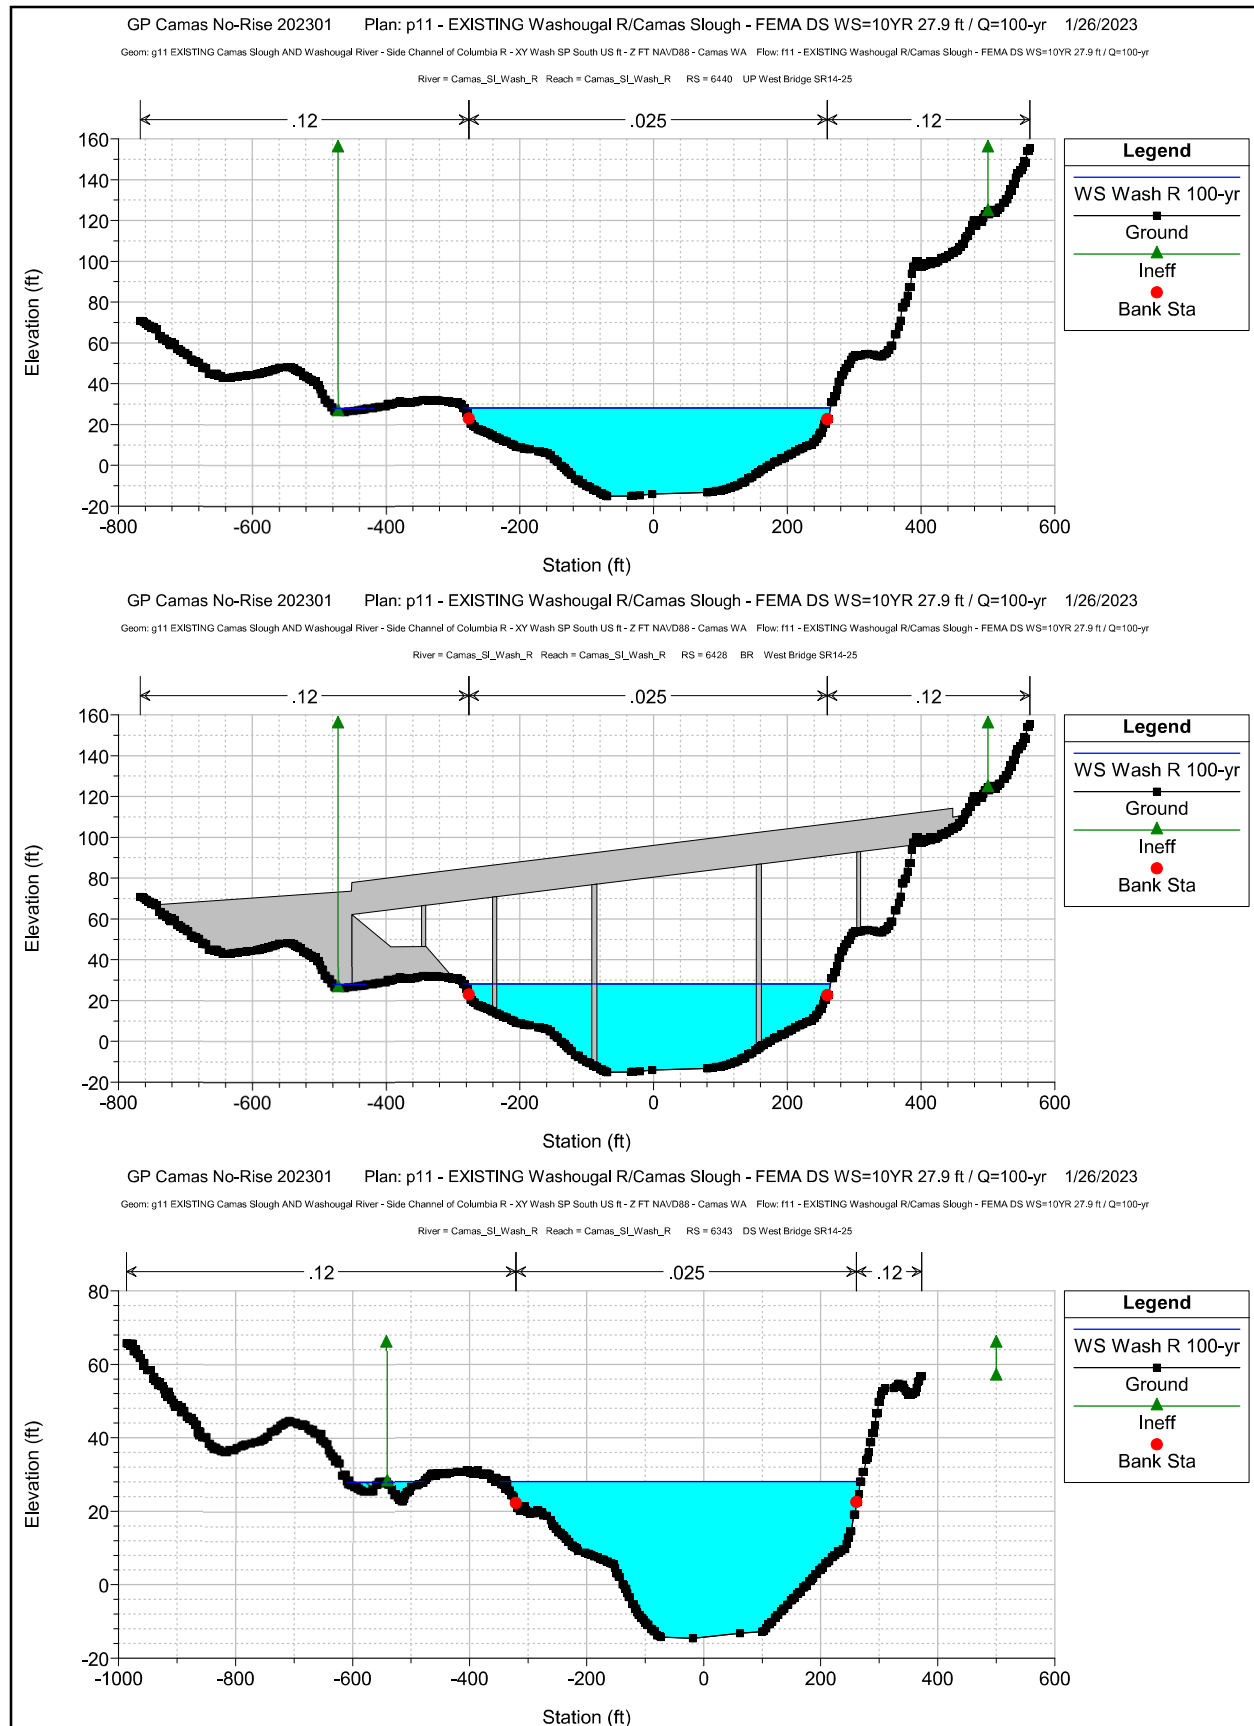 GP Camas No-Rise 202301 Plan: p11 - EXISTING Washougal R/Camas Slough - FEMA DS WS=10YR 27.9 ft / Q=100-yr 1/26/2023
Geom: g11 EXISTING Camas Slough AND Washougal River - Side Channel of Columbia R - XY Wash SP South US ft - Z FT NAVD88 - Camas WA Flow: f11 - EXISTING Washougal R/Camas Slough - FEMA DS WS=10YR 27.9 ft / Q=100-yr
River = Camas_Sl_Wash_R Reach = Camas_Sl_Wash_R RS = 6440 UP West Bridge SR14-25
.12 .025 .12
160
140
120
100
80
60
40
20
0
-20
Elevation (ft)
-800 -600 -400 -200 0 200 400 600
Station (ft)
Legend
WS Wash R 100-yr
Ground
Ineff
Bank Sta
GP Camas No-Rise 202301 Plan: p11 - EXISTING Washougal R/Camas Slough - FEMA DS WS=10YR 27.9 ft / Q=100-yr 1/26/2023
Geom: g11 EXISTING Camas Slough AND Washougal River - Side Channel of Columbia R - XY Wash SP South US ft - Z FT NAVD88 - Camas WA Flow: f11 - EXISTING Washougal R/Camas Slough - FEMA DS WS=10YR 27.9 ft / Q=100-yr
River = Camas_Sl_Wash_R Reach = Camas_Sl_Wash_R RS = 6428 BR West Bridge SR14-25
.12 .025 .12
160
140
120
100
80
60
40
20
0
-20
Elevation (ft)
-800 -600 -400 -200 0 200 400 600
Station (ft)
Legend
WS Wash R 100-yr
Ground
Ineff
Bank Sta
GP Camas No-Rise 202301 Plan: p11 - EXISTING Washougal R/Camas Slough - FEMA DS WS=10YR 27.9 ft / Q=100-yr 1/26/2023
Geom: g11 EXISTING Camas Slough AND Washougal River - Side Channel of Columbia R - XY Wash SP South US ft - Z FT NAVD88 - Camas WA Flow: f11 - EXISTING Washougal R/Camas Slough - FEMA DS WS=10YR 27.9 ft / Q=100-yr
River = Camas_Sl_Wash_R Reach = Camas_Sl_Wash_R RS = 6343 DS West Bridge SR14-25
.12 .025 .12
80
60
40
20
0
-20
Elevation (ft)
-1000 -800 -600 -400 -200 0 200 400 600
Station (ft)
Legend
WS Wash R 100-yr
Ground
Ineff
Bank Sta